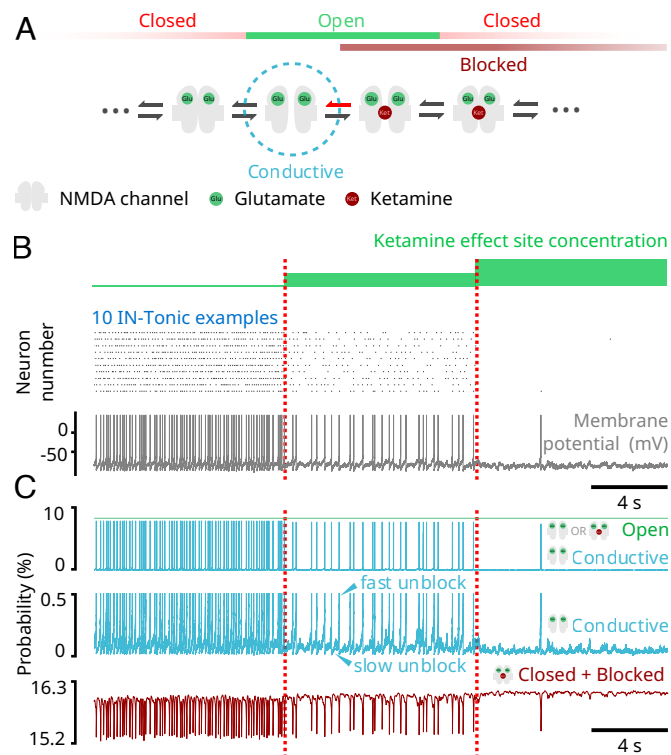 A
Closed Open Closed
Blocked
Glu Glu Glu Glu Glu Glu Glu Glu
Ket Ket
Conductive
NMDA channel Glu Glutamate Ket Ketamine
B
Ketamine effect site concentration
10 IN-Tonic examples
Neuron
nunmber
0
-50
Membrane
potential (mV)
4 s
C
Probability (%)
10
0
OR Open
Conductive
0.5
0
fast unblock
Conductive
slow unblock
16.3
15.2
Closed + Blocked
4 s